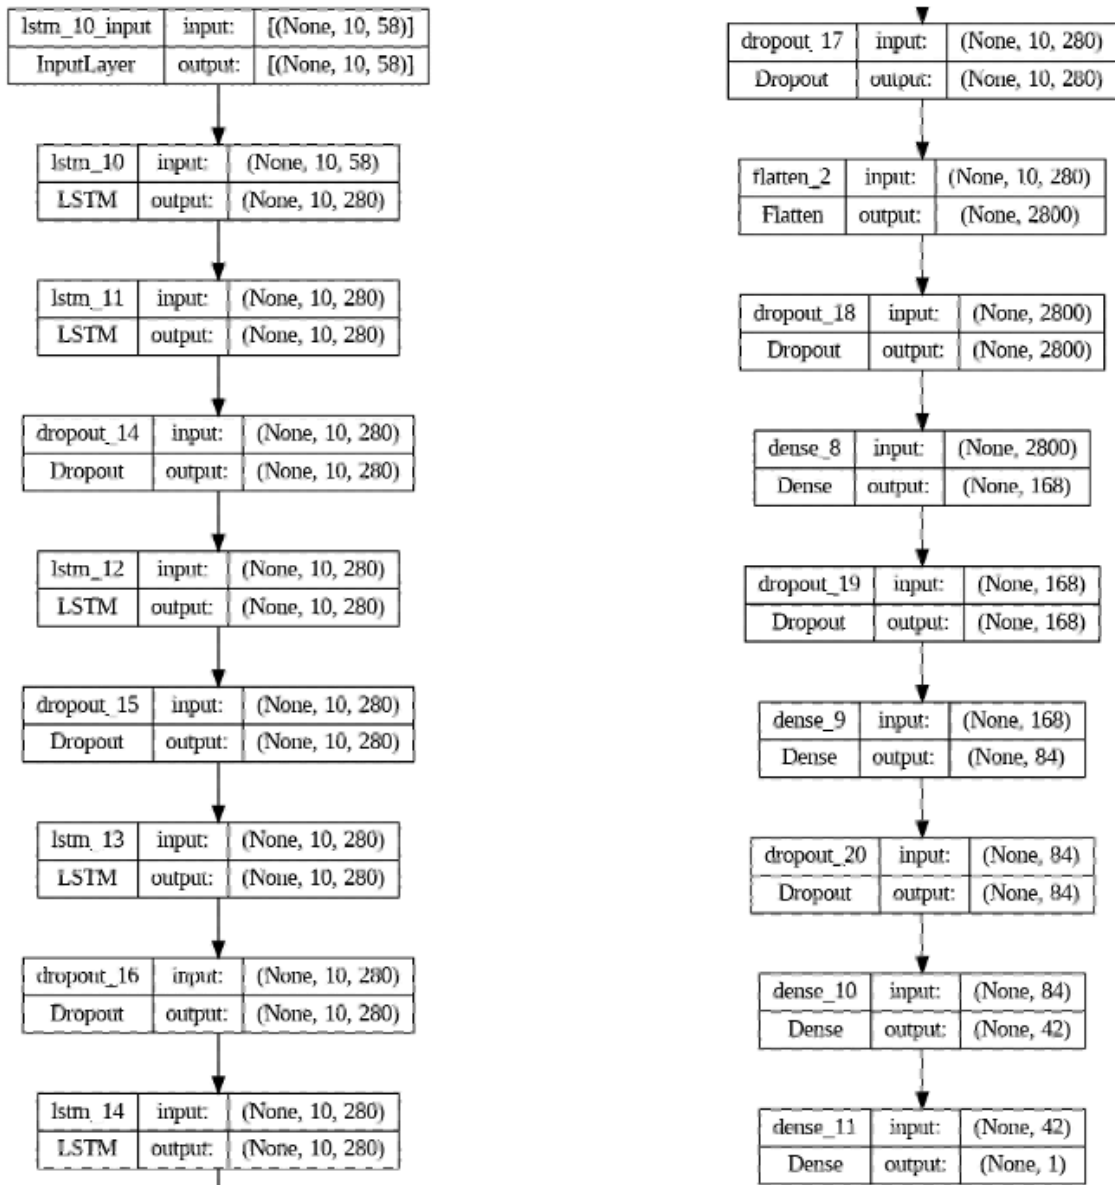 lstm_10_input input: [(None, 10, 58)]
InputLayer output: [(None, 10, 58)]
lstm_10 input: (None, 10, 58)
LSTM output: (None, 10, 280)
lstm_11 input: (None, 10, 280)
LSTM output: (None, 10, 280)
dropout_14 input: (None, 10, 280)
Dropout output: (None, 10, 280)
lstm_12 input: (None, 10, 280)
LSTM output: (None, 10, 280)
dropout_15 input: (None, 10, 280)
Dropout output: (None, 10, 280)
lstm_13 input: (None, 10, 280)
LSTM output: (None, 10, 280)
dropout_16 input: (None, 10, 280)
Dropout output: (None, 10, 280)
lstm_14 input: (None, 10, 280)
LSTM output: (None, 10, 280)
dropout_17 input: (None, 10, 280)
Dropout output: (None, 10, 280)
flatten_2 input: (None, 10, 280)
Flatten output: (None, 2800)
dropout_18 input: (None, 2800)
Dropout output: (None, 2800)
dense_8 input: (None, 2800)
Dense output: (None, 168)
dropout_19 input: (None, 168)
Dropout output: (None, 168)
dense_9 input: (None, 168)
Dense output: (None, 84)
dropout_20 input: (None, 84)
Dropout output: (None, 84)
dense_10 input: (None, 84)
Dense output: (None, 42)
dense_11 input: (None, 42)
Dense output: (None, 1)